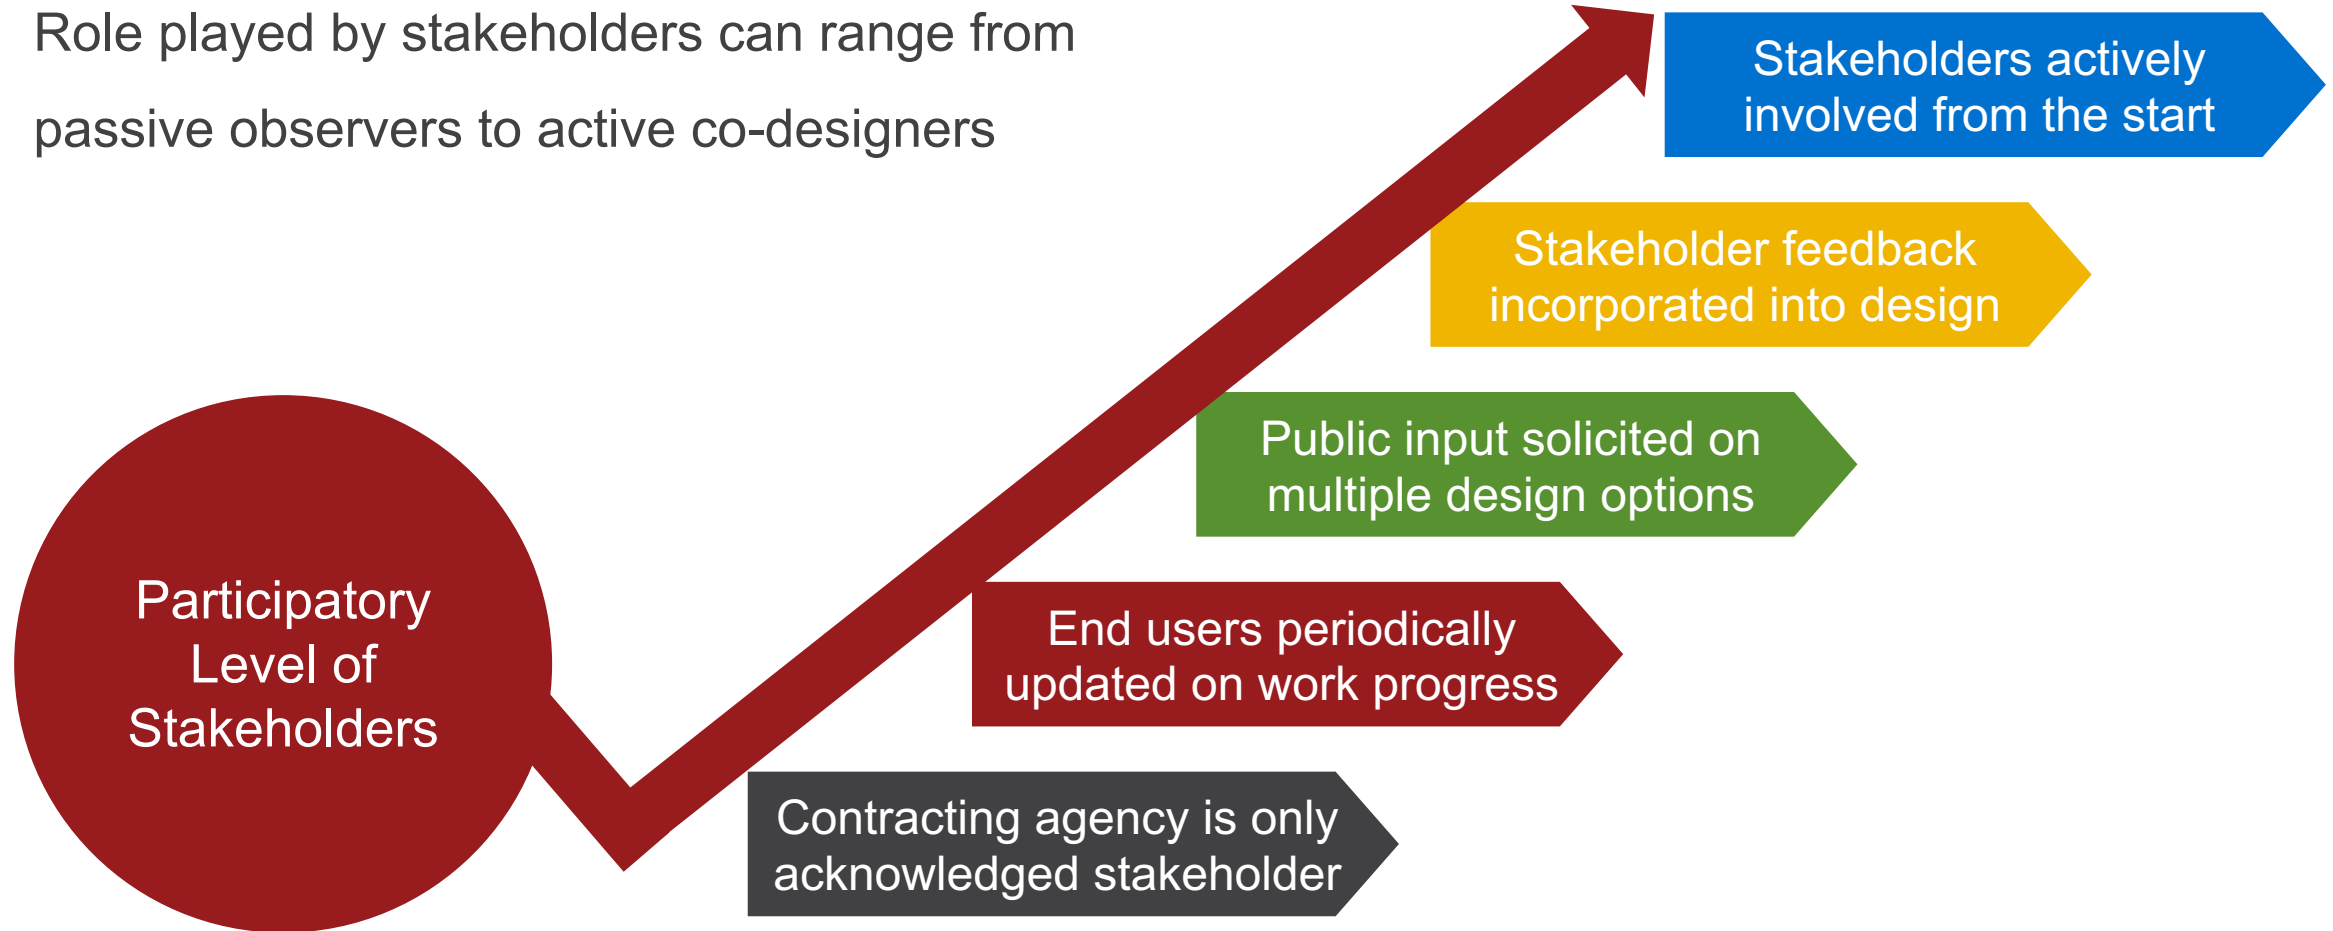 Role played by stakeholders can range from
passive observers to active co-designers
Stakeholders actively
involved from the start
Stakeholder feedback
incorporated into design
Public input solicited on
multiple design options
End users periodically
updated on work progress
Contracting agency is only
acknowledged stakeholder
Participatory
Level of
Stakeholders